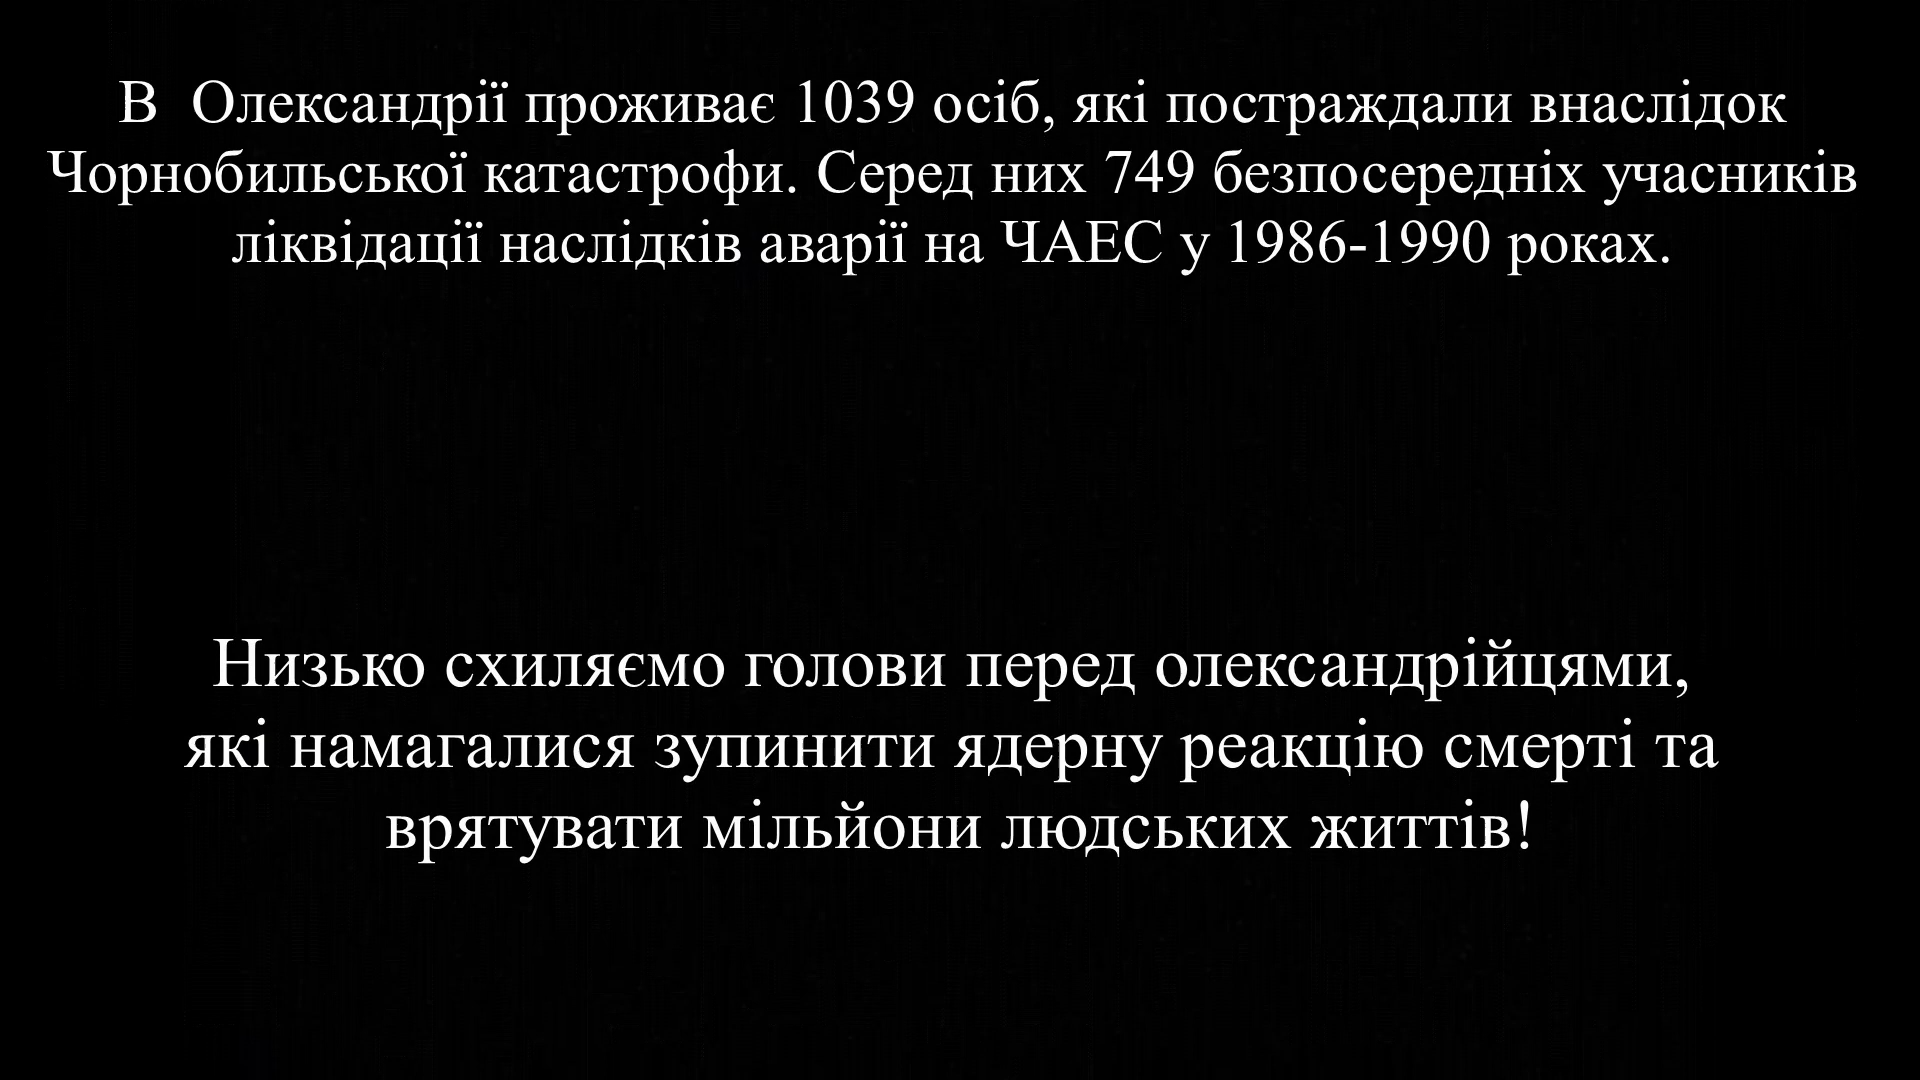 В Олександрії проживає 1039 осіб, які постраждали внаслідок
Чорнобильської катастрофи. Серед них 749 безпосередніх учасників
ліквідації наслідків аварії на ЧАЕС у 1986-1990 роках.
Низько схиляємо голови перед олександрійцями,
які намагалися зупинити ядерну реакцію смерті та
врятувати мільйони людських життів!